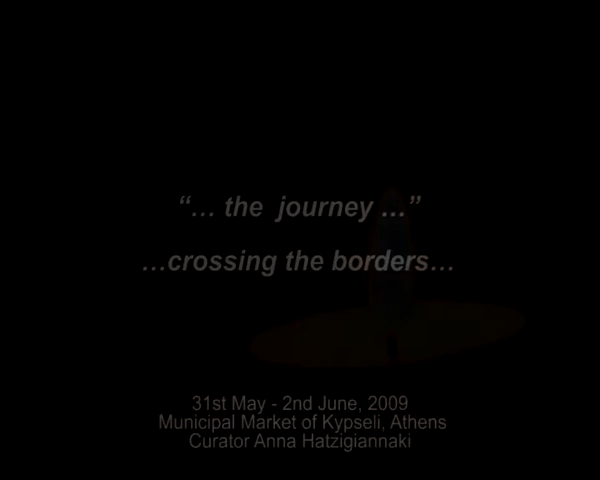 “... the journey ...”
...crossing the borders...
31st May - 2nd June, 2009
Municipal Market of Kypseli, Athens
Curator Anna Hatzigiannaki